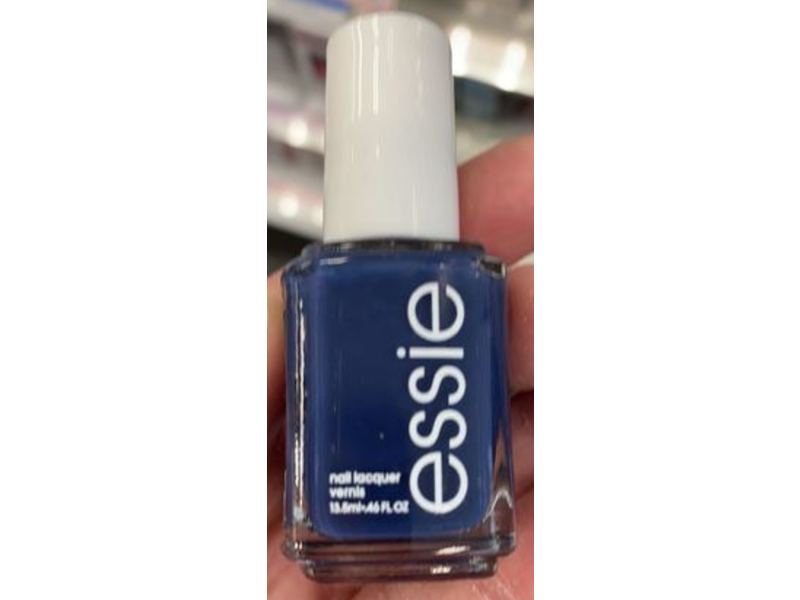 essie
nail lacquer
vernis
13.5ml•.46 FL OZ